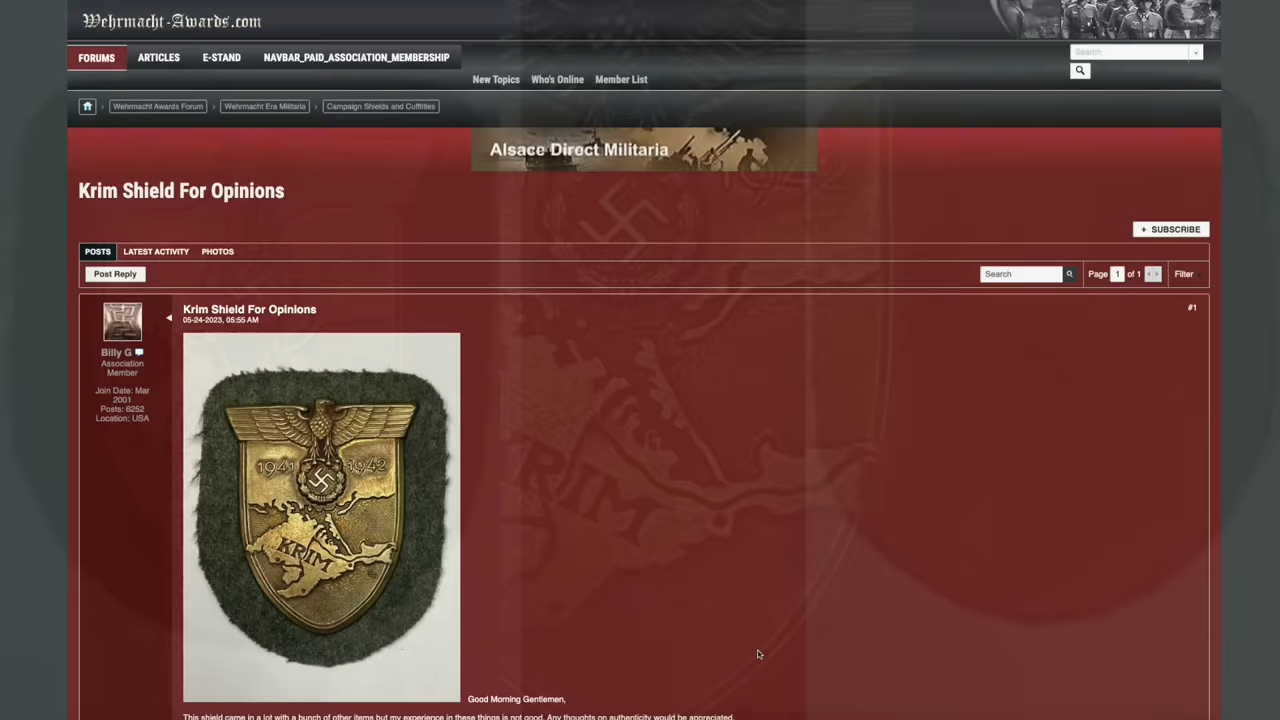 Wehrmacht-Awards.com
FORUMS ARTICLES E-STAND NAVBAR_PAID_ASSOCIATION_MEMBERSHIP
Search
New Topics Who's Online Member List
Wehrmacht Awards Forum Wehrmacht Era Militaria Campaign Shields and Cufftitles
Alsace Direct Militaria
Krim Shield For Opinions
+ SUBSCRIBE
POSTS LATEST ACTIVITY PHOTOS
Post Reply Search Page 1 of 1 Filter
Krim Shield For Opinions #1
05-24-2023, 05:55 AM
Billy G
Association
Member
Join Date: Mar
2001
Posts: 6252
Location: USA
1941 1942
KRIM
1942
KRIM
Good Morning Gentlemen,
This shield came in a lot with a bunch of other items but my experience in these things is not good. Any thoughts on authenticity would be appreciated.